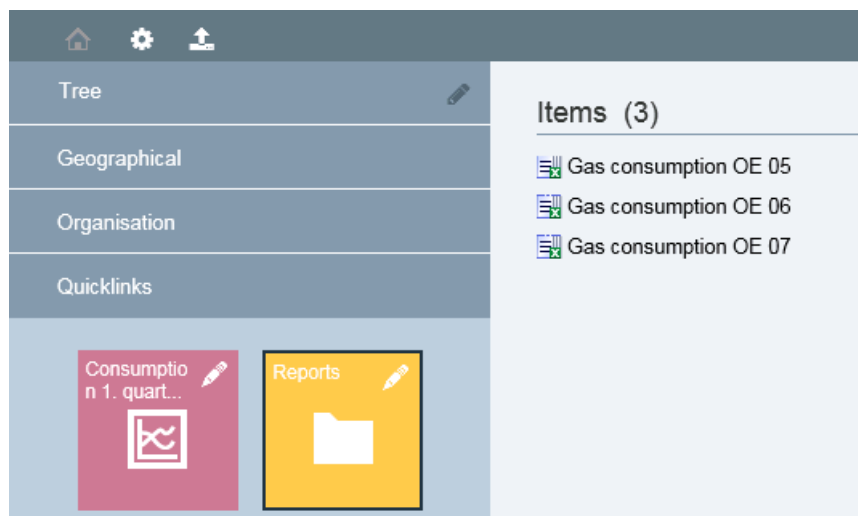 Tree
Geographical
Organisation
Quicklinks
Consumptio
n 1. quart...
Reports
Items (3)
Gas consumption OE 05
Gas consumption OE 06
Gas consumption OE 07